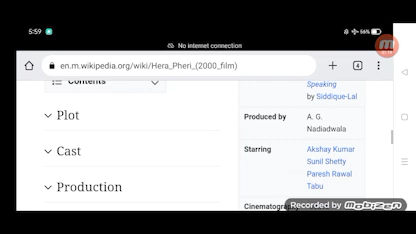 5:59
56%
No internet connection
en.m.wikipedia.org/wiki/Hera_Pheri_(2000_film)
4
Contents
Speaking
by Siddique-Lal
Plot
Produced by
A. G.
Nadiadwala
Cast
Starring
Akshay Kumar
Sunil Shetty
Paresh Rawal
Tabu
Production
Cinematography
Recorded by
MOBIZEN